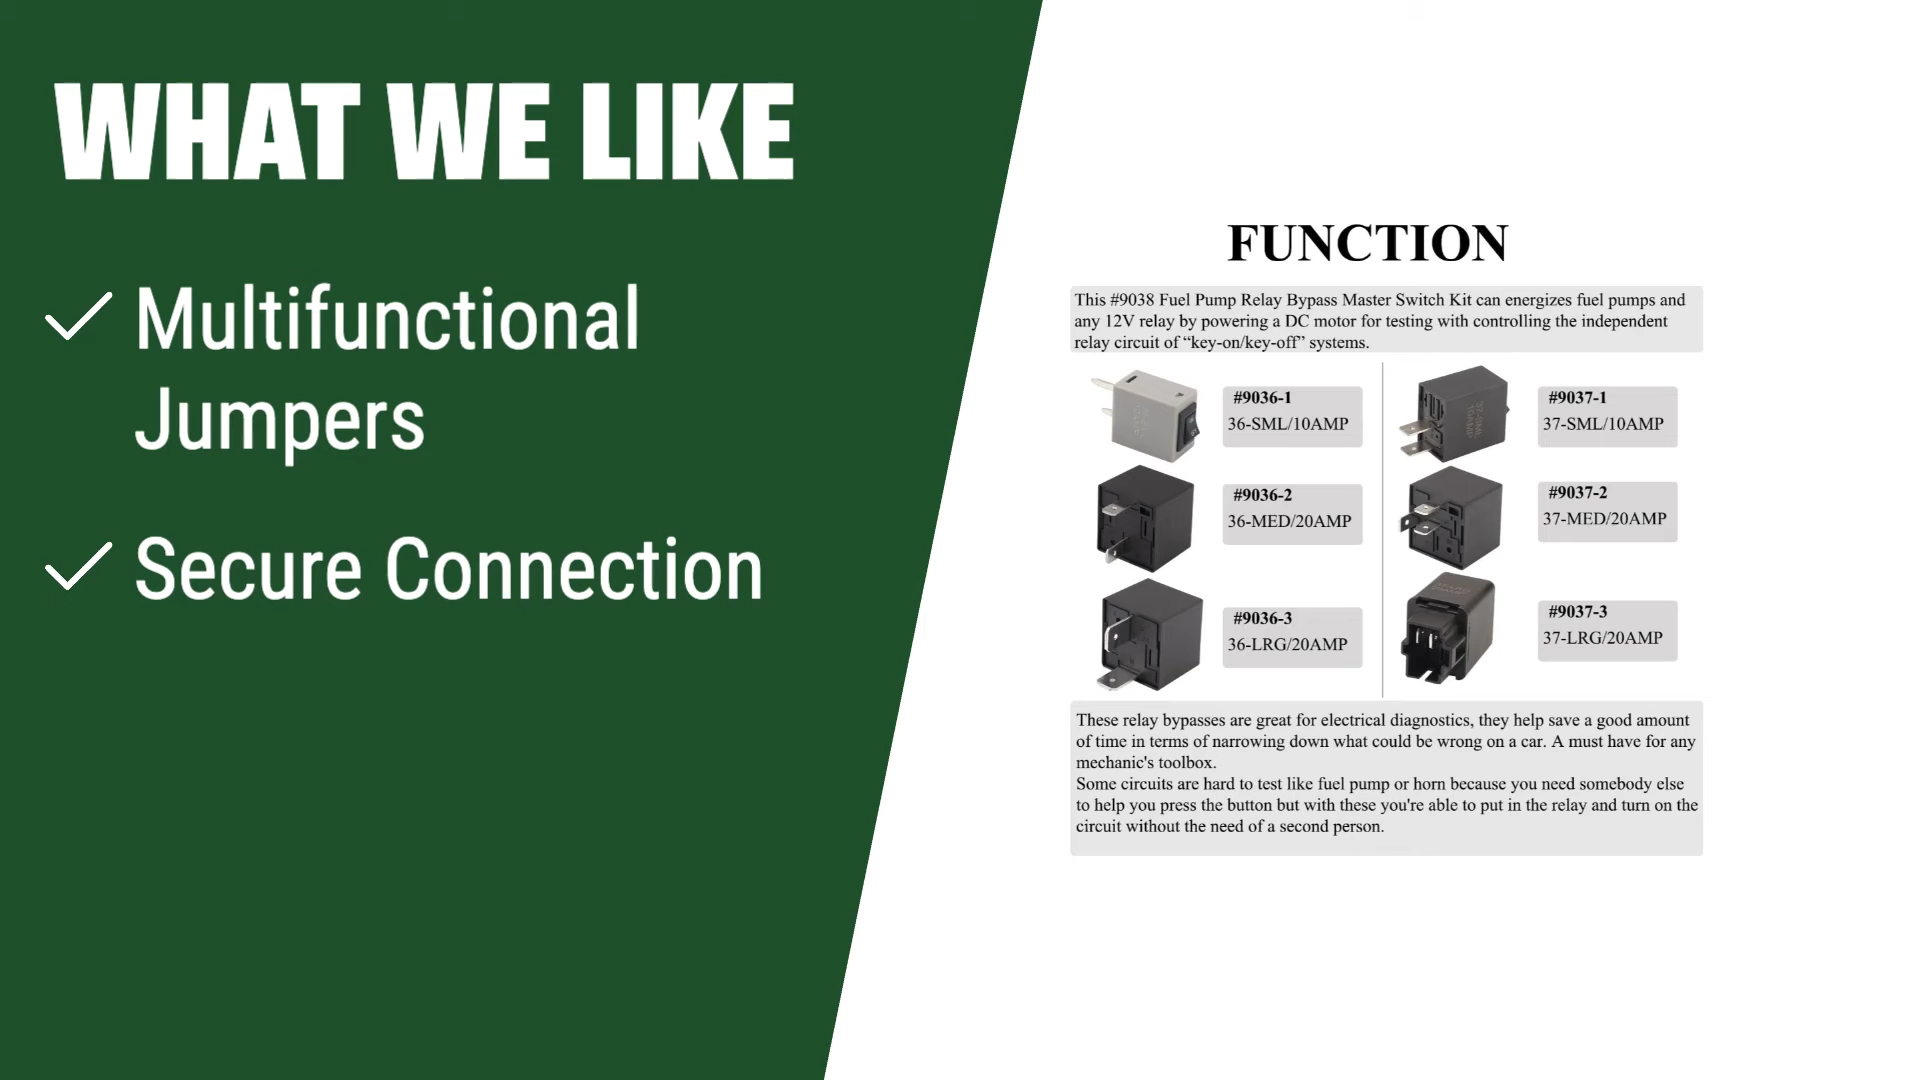 WHAT WE LIKE
Multifunctional
Jumpers
Secure Connection
FUNCTION
This #9038 Fuel Pump Relay Bypass Master Switch Kit can energizes fuel pumps and
any 12V relay by powering a DC motor for testing with controlling the independent
relay circuit of “key-on/key-off” systems.
#9036-1
36-SML/10AMP
#9037-1
37-SML/10AMP
#9036-2
36-MED/20AMP
#9037-2
37-MED/20AMP
#9036-3
36-LRG/20AMP
#9037-3
37-LRG/20AMP
These relay bypasses are great for electrical diagnostics, they help save a good amount
of time in terms of narrowing down what could be wrong on a car. A must have for any
mechanic's toolbox.
Some circuits are hard to test like fuel pump or horn because you need somebody else
to help you press the button but with these you're able to put in the relay and turn on the
circuit without the need of a second person.